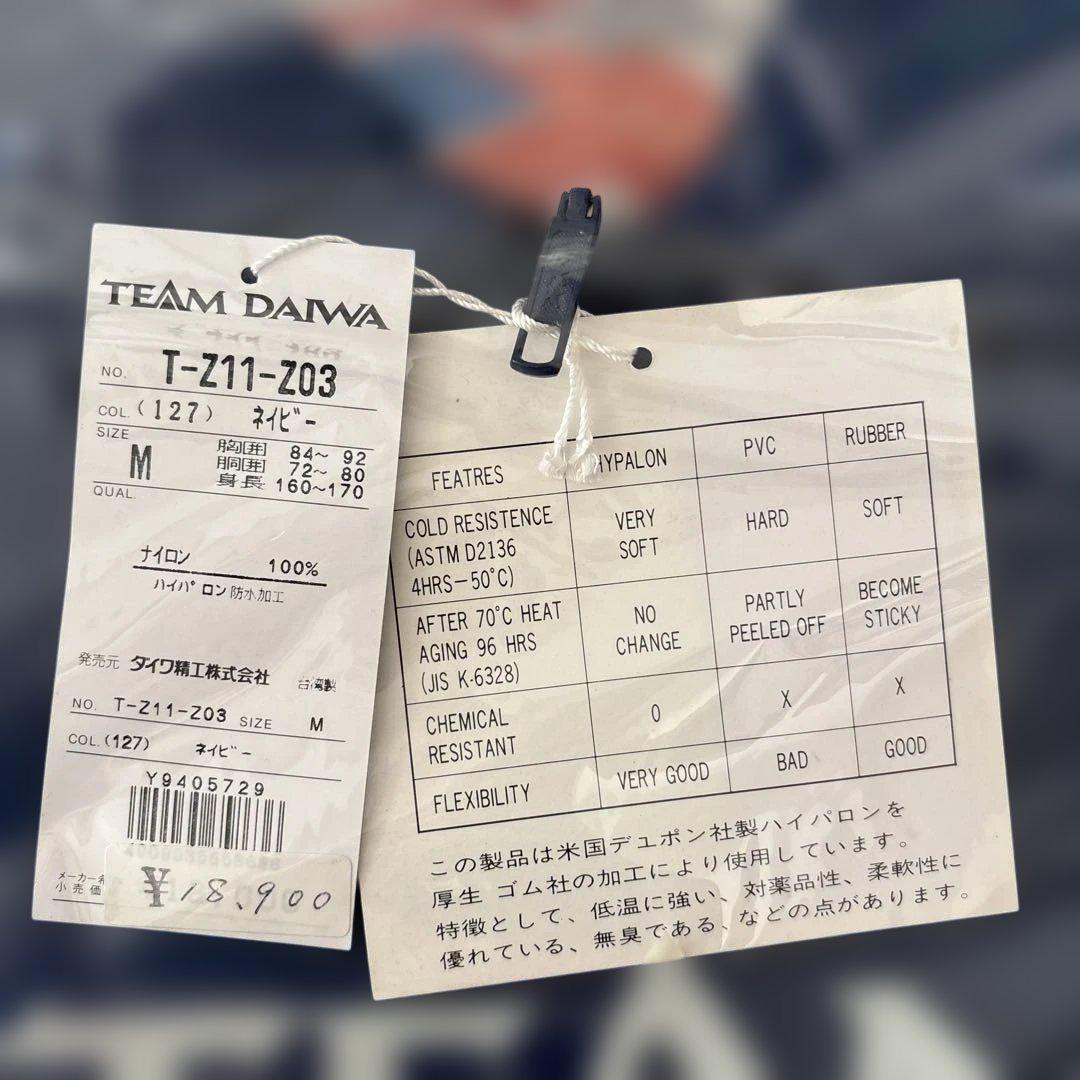 TEAM DAIWA
NO. T-Z11-Z03
COL. (127) ネイビー
SIZE M
胸囲 84〜 92
胴囲 72〜 80
身長 160〜170
QUAL.
ナイロン 100%
ハイパロン防水加工
発売元 ダイワ精工株式会社 台湾製
NO. T-Z11-Z03 SIZE M
COL. (127) ネイビー
Y9405729
メーカー
小売価
¥18,900
FEATRES HYPALON PVC RUBBER
COLD RESISTENCE
(ASTM D2136
4HRS−50°C)
VERY
SOFT
HARD
SOFT
AFTER 70°C HEAT
AGING 96 HRS
(JIS K-6328)
NO
CHANGE
PARTLY
PEELED OFF
BECOME
STICKY
CHEMICAL
RESISTANT
O
X
X
FLEXIBILITY VERY GOOD BAD GOOD
この製品は米国デュポン社製ハイパロンを
厚生 ゴム社の加工により使用しています。
特徴として、低温に強い、対薬品性、柔軟性に
優れている、無臭である、などの点があります。
TEAM